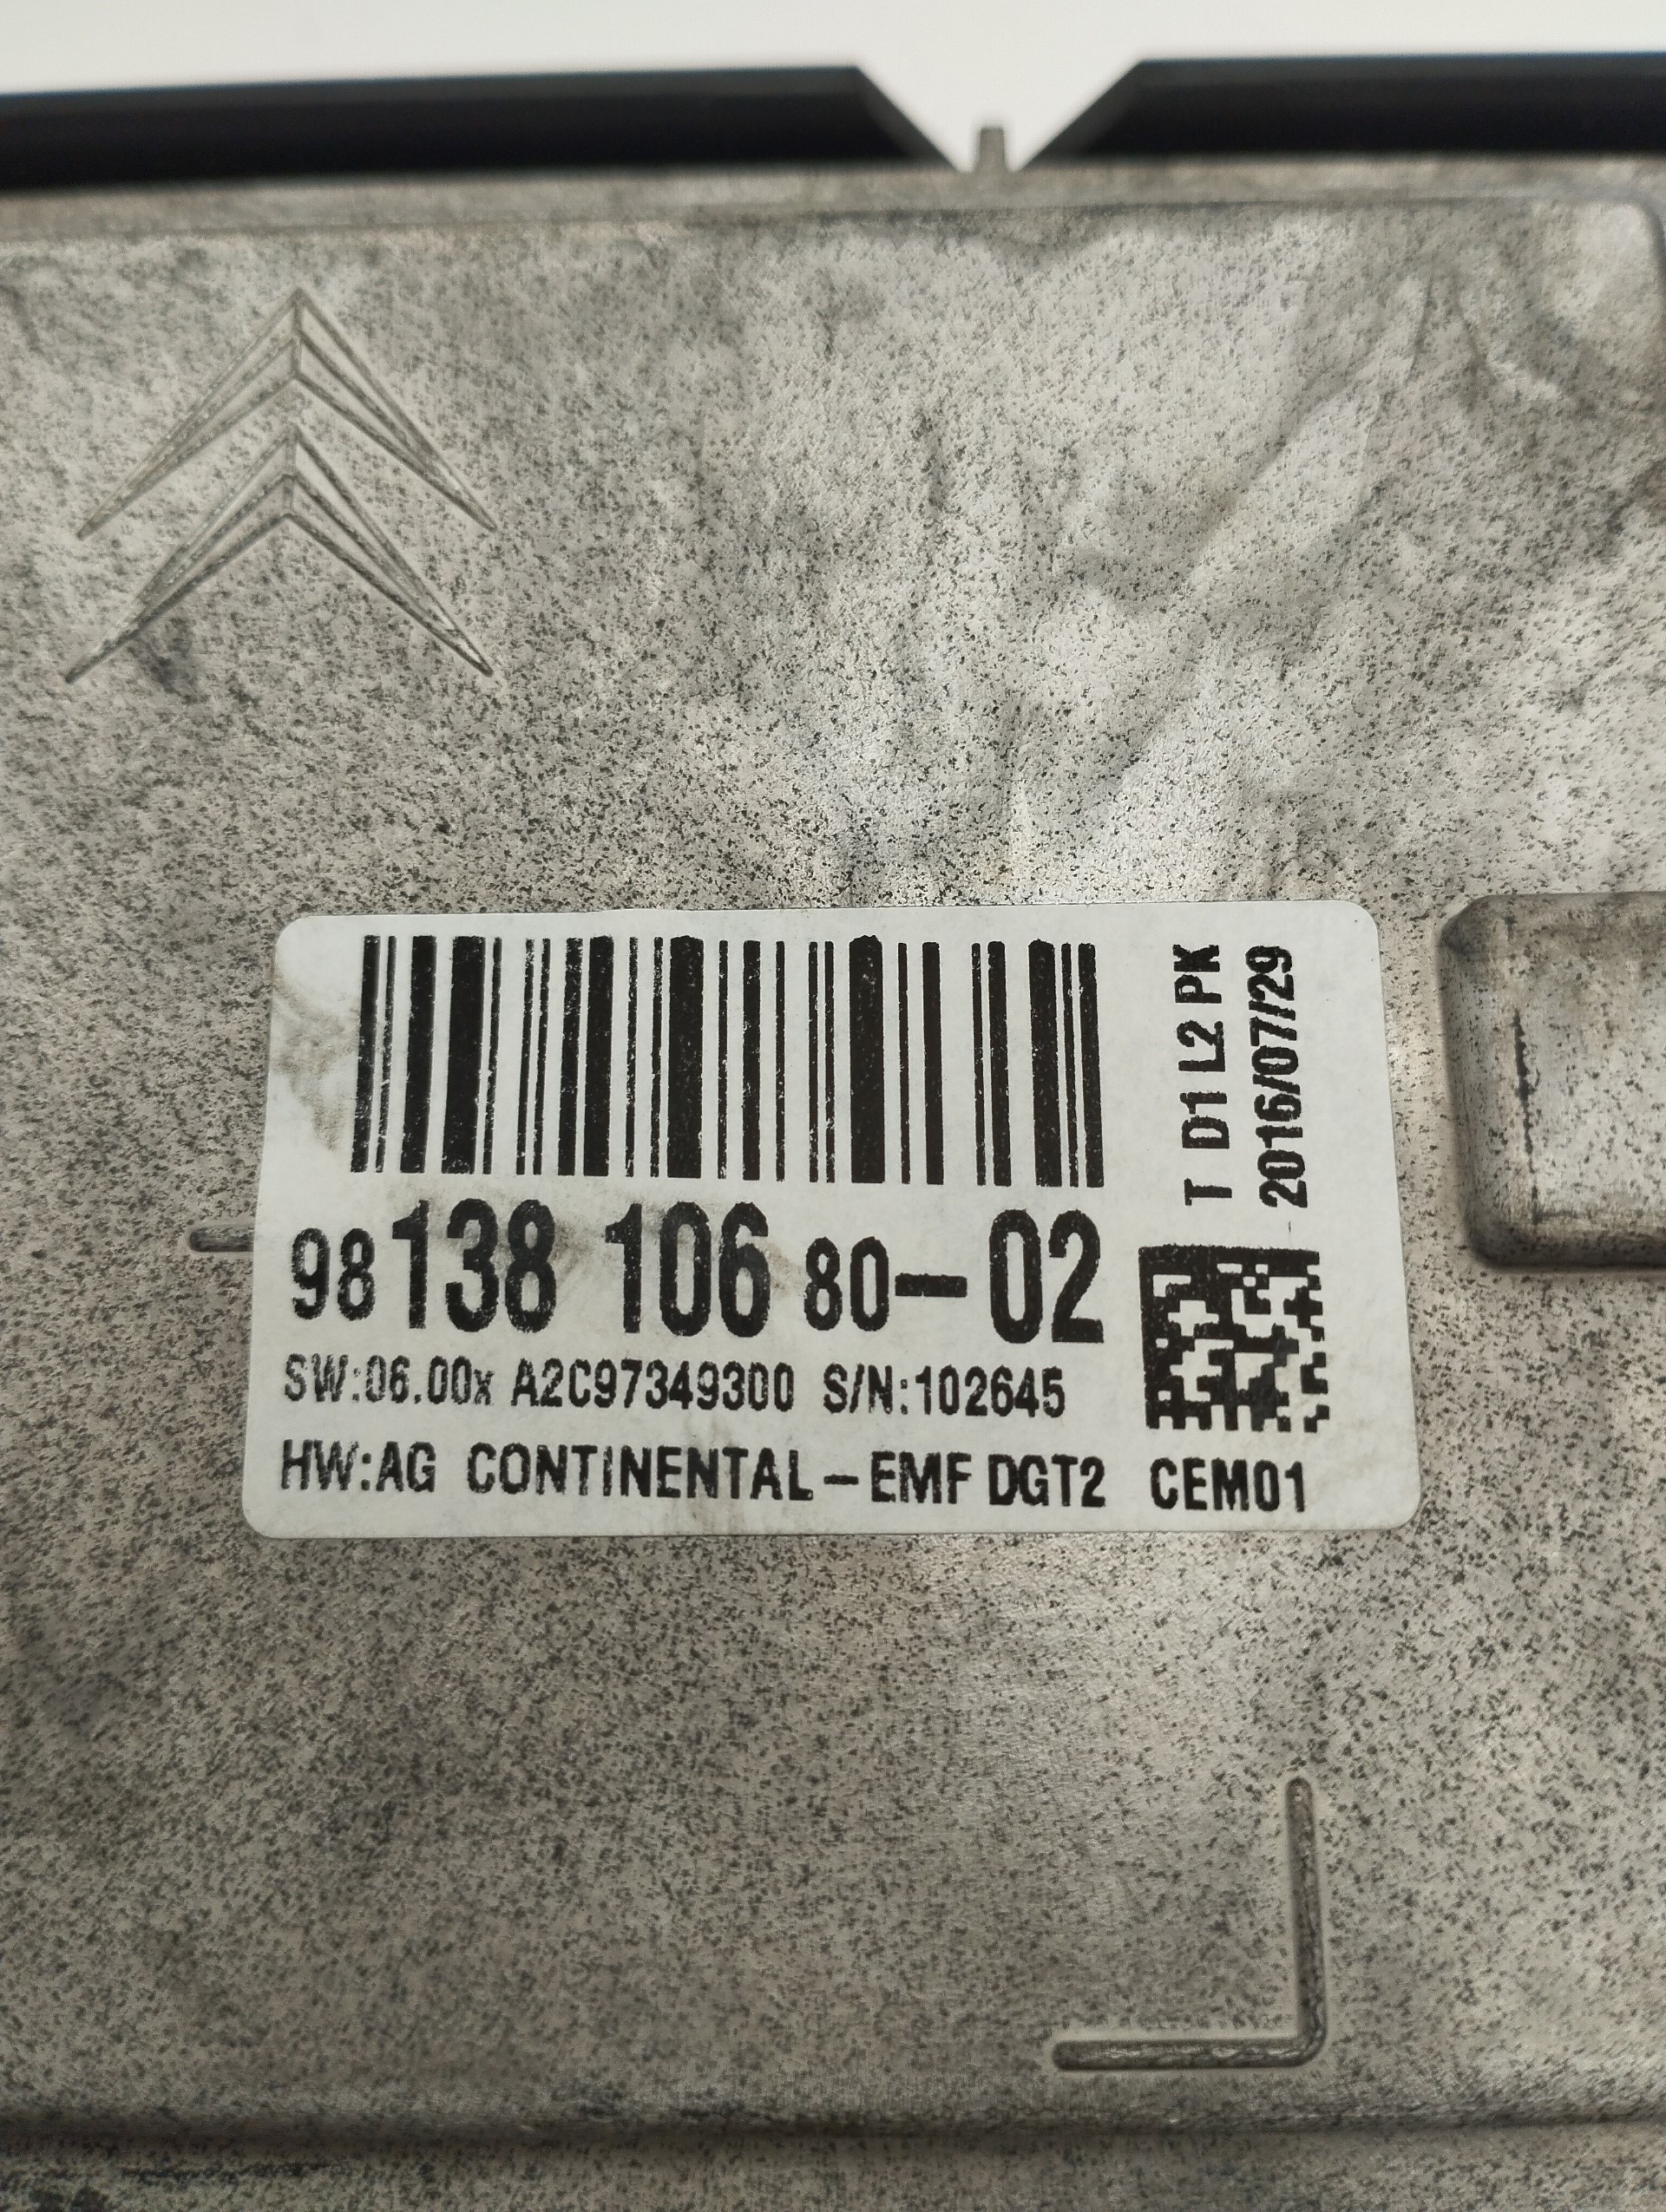 98 138 106 80-02
SW:06.00x A2C97349300 S/N:102645
HW:AG CONTINENTAL-EMF DGT2 CEM01
T D1 L2 PK
2016/07/29